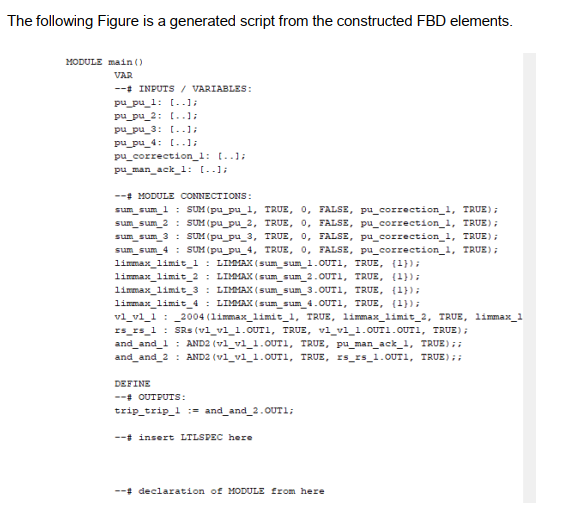 The following Figure is a generated script from the constructed FBD elements.
MODULE main()
VAR
--# INPUTS / VARIABLES:
pu_pu_1: [..];
pu_pu_2: [..];
pu_pu_3: [..];
pu_pu_4: [..];
pu_correction_1: [..];
pu_man_ack_1: [..];
--# MODULE CONNECTIONS:
sum_sum_1 : SUM(pu_pu_1, TRUE, 0, FALSE, pu_correction_1, TRUE);
sum_sum_2 : SUM(pu_pu_2, TRUE, 0, FALSE, pu_correction_1, TRUE);
sum_sum_3 : SUM(pu_pu_3, TRUE, 0, FALSE, pu_correction_1, TRUE);
sum_sum_4 : SUM(pu_pu_4, TRUE, 0, FALSE, pu_correction_1, TRUE);
limmax_limit_1 : LIMMAX(sum_sum_1.OUT1, TRUE, {1});
limmax_limit_2 : LIMMAX(sum_sum_2.OUT1, TRUE, {1});
limmax_limit_3 : LIMMAX(sum_sum_3.OUT1, TRUE, {1});
limmax_limit_4 : LIMMAX(sum_sum_4.OUT1, TRUE, {1});
vl_vl_1 : _2004(limmax_limit_1, TRUE, limmax_limit_2, TRUE, limmax_l
rs_rs_1 : SRs(vl_vl_1.OUT1, TRUE, vl_vl_1.OUT1.OUT1, TRUE);
and_and_1 : AND2(vl_vl_1.OUT1, TRUE, pu_man_ack_1, TRUE);;
and_and_2 : AND2(vl_vl_1.OUT1, TRUE, rs_rs_1.OUT1, TRUE);;
DEFINE
--# OUTPUTS:
trip_trip_1 := and_and_2.OUT1;
--# insert LTLSPEC here
--# declaration of MODULE from here